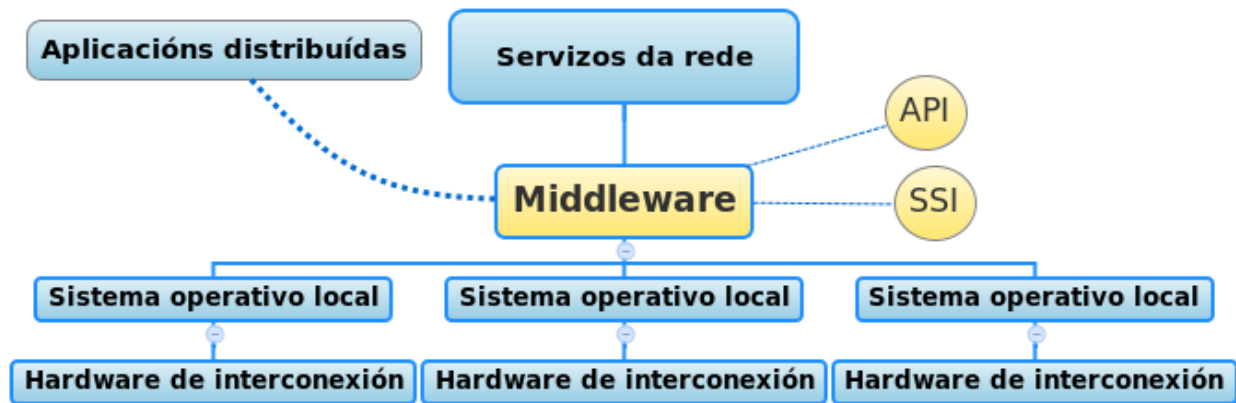 Aplicacións distribuídas
Servizos da rede
API
Middleware
SSI
Sistema operativo local
Sistema operativo local
Sistema operativo local
Hardware de interconexión
Hardware de interconexión
Hardware de interconexión